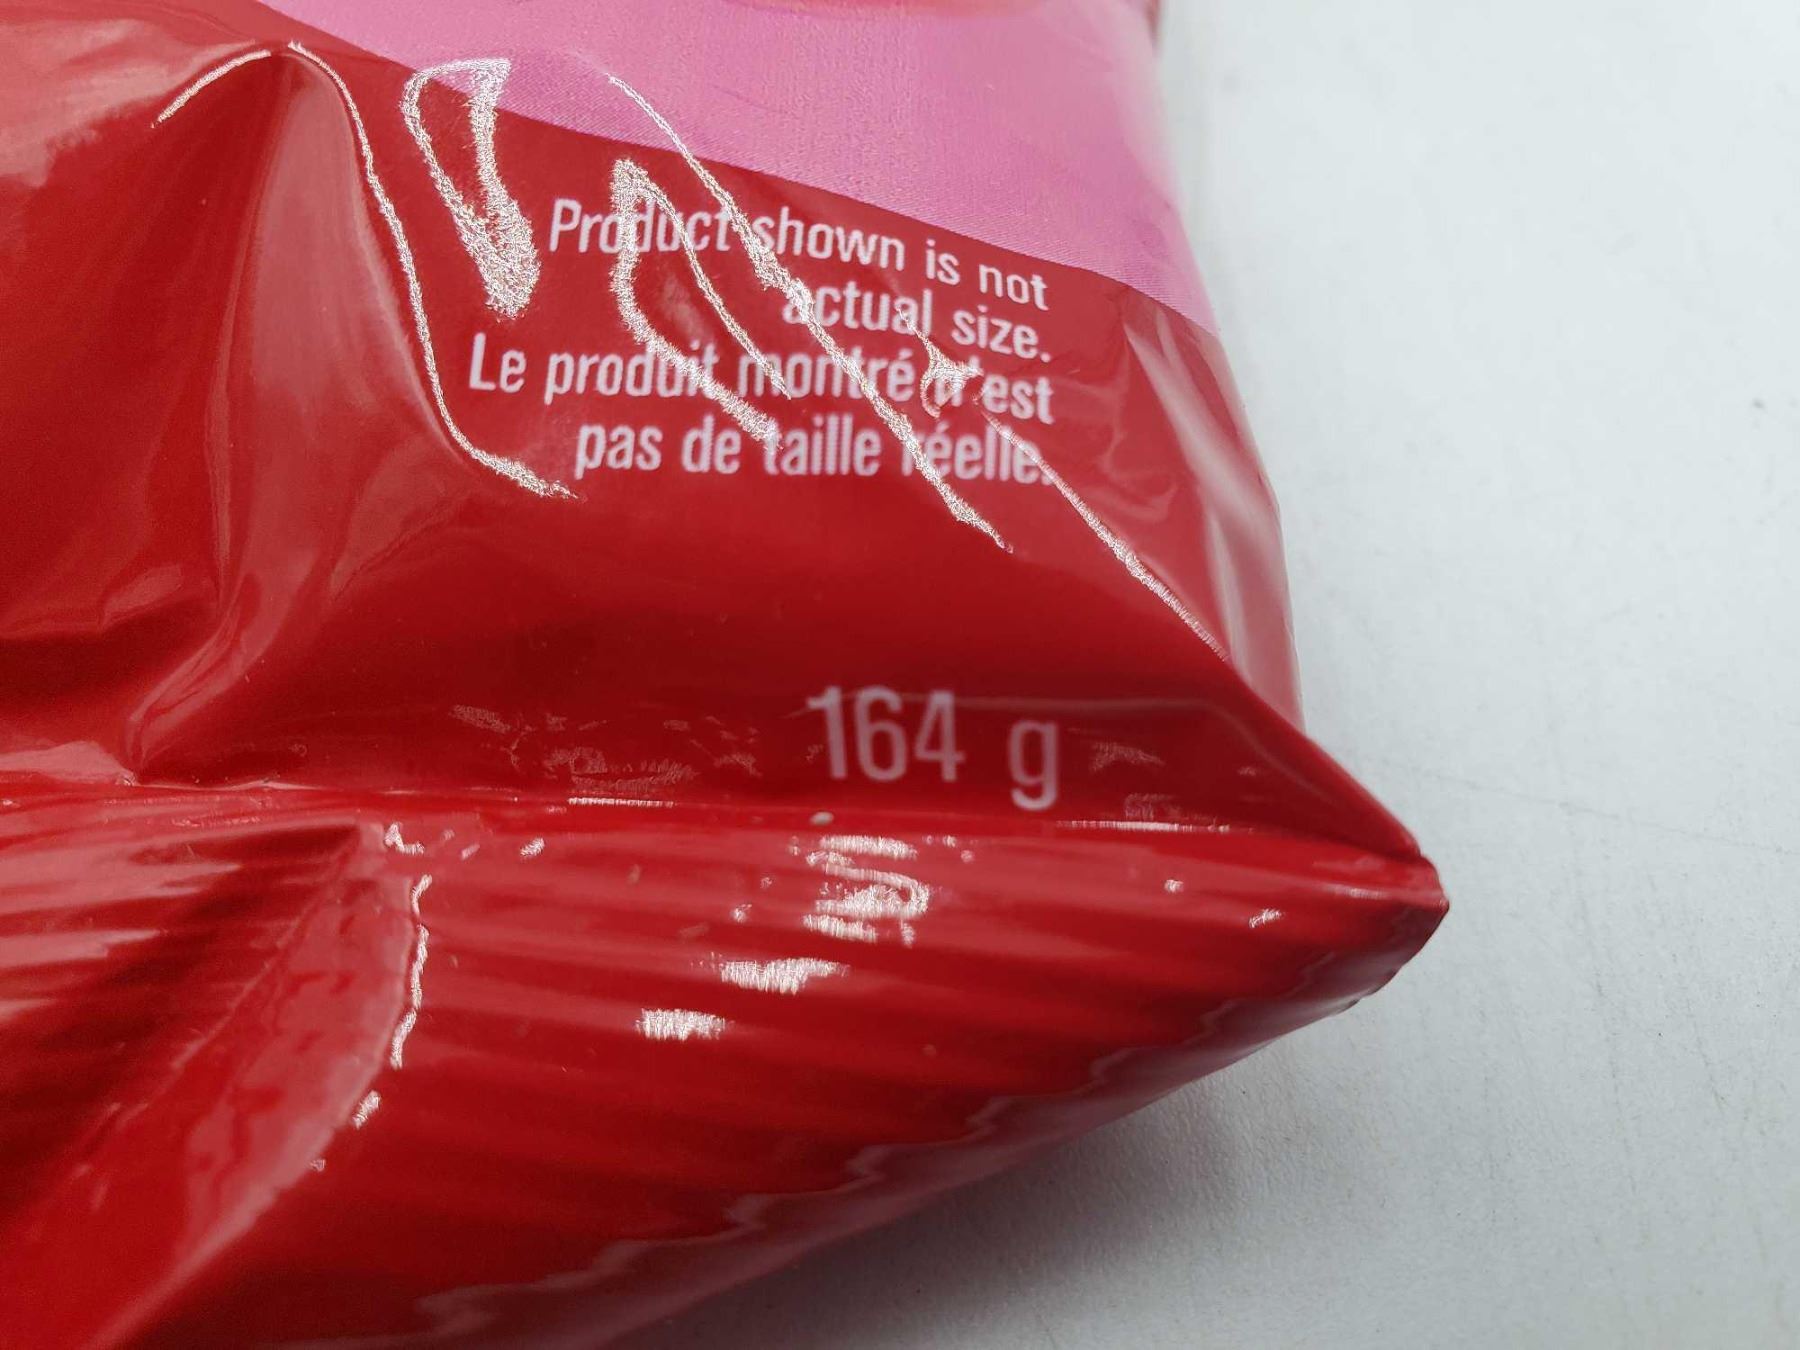 Product shown is not
actual size.
Le produit montré n'est
pas de taille réelle.
164 g